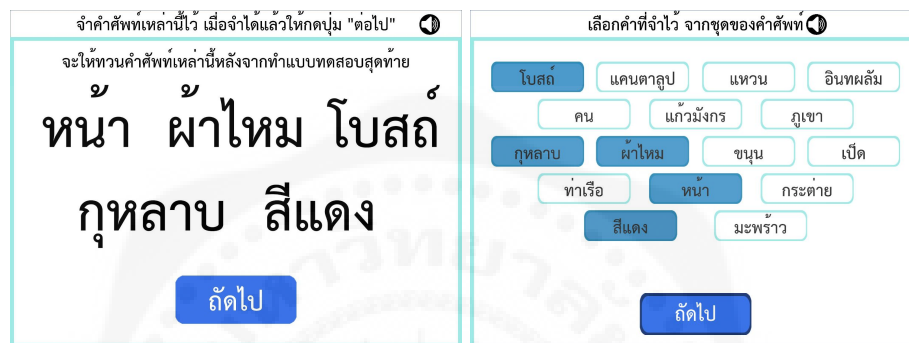 จำคำศัพท์เหล่านี้ไว้ เมื่อจำได้แล้วให้กดปุ่ม "ต่อไป"
จะให้ทวนคำศัพท์เหล่านี้หลังจากทำแบบทดสอบสุดท้าย
หน้า ผ้าไหม โบสถ์
กุหลาบ สีแดง
ถัดไป
เลือกคำที่จำไว้ จากชุดของคำศัพท์
โบสถ์ แคนตาลูป แหวน อินทผลัม
คน แก้วมังกร ภูเขา
กุหลาบ ผ้าไหม ขนุน เป็ด
ท่าเรือ หน้า กระต่าย
สีแดง มะพร้าว
ถัดไป